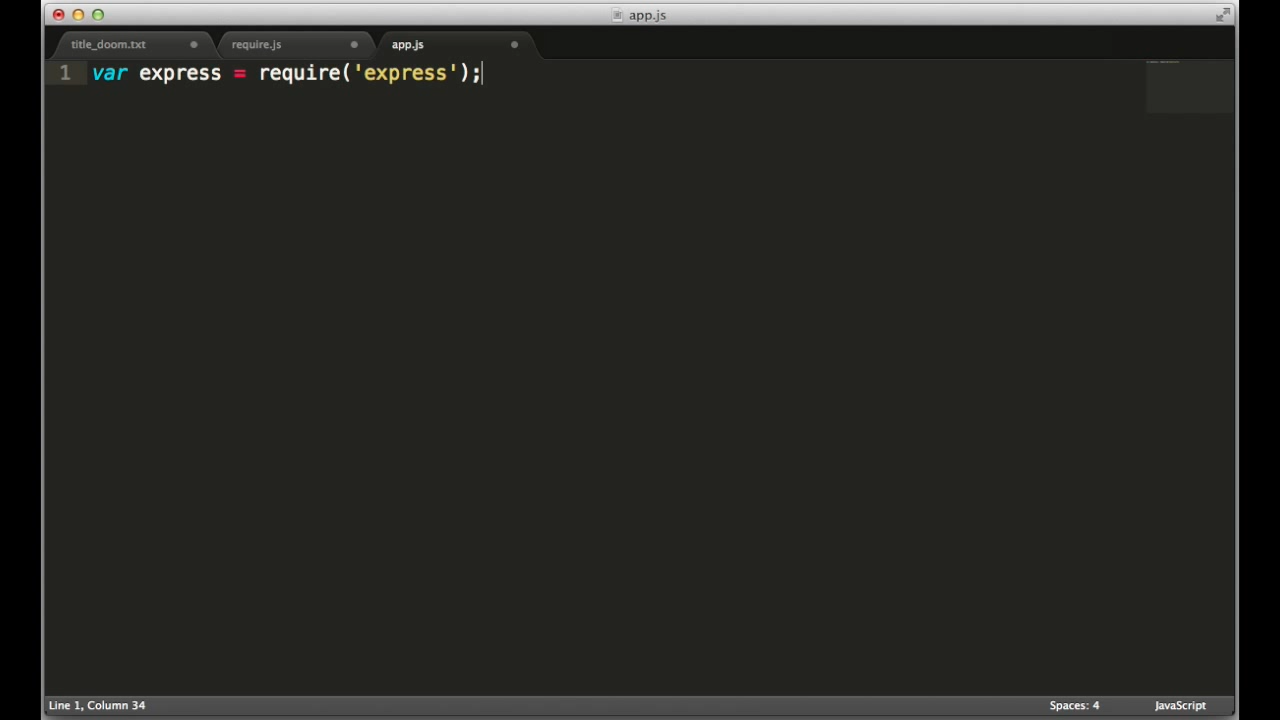 app.js
title_doom.txt
require.js
app.js
1 var express = require('express');
Line 1, Column 34
Spaces: 4
JavaScript